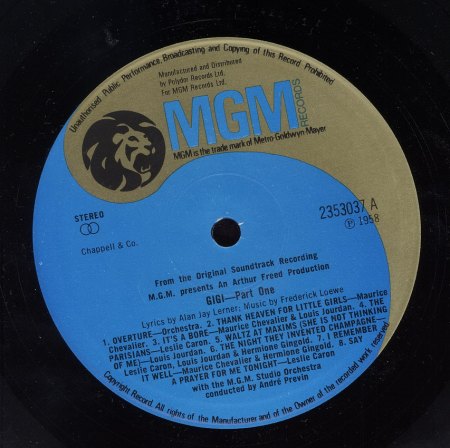 Unauthorised Public Performance, Broadcasting and Copying of this Record Prohibited
Manufactured and Distributed
by Polydor Records Ltd.
For MGM Records Ltd.
MGM
RECORDS
MGM is the trade mark of Metro-Goldwyn-Mayer
STEREO
2353037 A
℗ 1958
Chappell & Co.
From the Original Soundtrack Recording
M.G.M. presents An Arthur Freed Production
GIGI—Part One
Lyrics by Alan Jay Lerner: Music by Frederick Loewe
1. OVERTURE—Orchestra. 2. THANK HEAVEN FOR LITTLE GIRLS—Maurice
Chevalier. 3. IT'S A BORE—Maurice Chevalier & Louis Jourdan. 4. THE
PARISIANS—Leslie Caron. 5. WALTZ AT MAXIMS (SHE IS NOT THINKING
OF ME)—Louis Jourdan. 6. THE NIGHT THEY INVENTED CHAMPAGNE—
Leslie Caron, Louis Jourdan & Hermione Gingold. 7. I REMEMBER
IT WELL—Maurice Chevalier & Hermione Gingold. 8. SAY
A PRAYER FOR ME TONIGHT—Leslie Caron
with the M.G.M. Studio Orchestra
conducted by André Previn
Copyright Record. All rights of the Manufacturer and of the Owner of the recorded work reserved.